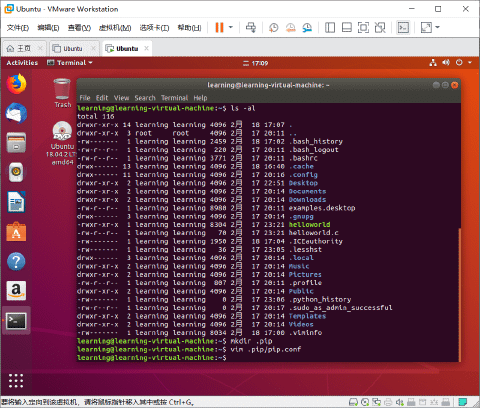 Ubuntu - VMware Workstation
文件(F) 编辑(E) 查看(V) 虚拟机(M) 选项卡(T) 帮助(H)
主页 Ubuntu Ubuntu
Activities Terminal 二 17:09
learning@learning-virtual-machine: ~
File Edit View Search Terminal Help
Trash
Ubuntu
18.04.2 LT
amd64
learning@learning-virtual-machine:~$ ls -al
total 116
drwxr-xr-x 14 learning learning 4096 2月 18 17:07 .
drwxr-xr-x 3 root root 4096 2月 17 20:11 ..
-rw------- 1 learning learning 2459 2月 18 17:02 .bash_history
-rw-r--r-- 1 learning learning 220 2月 17 20:11 .bash_logout
-rw-r--r-- 1 learning learning 3771 2月 17 20:11 .bashrc
drwx------ 13 learning learning 4096 2月 18 16:40 .cache
drwx------ 11 learning learning 4096 2月 17 20:16 .config
drwxr-xr-x 2 learning learning 4096 2月 17 22:51 Desktop
drwxr-xr-x 2 learning learning 4096 2月 17 20:14 Documents
drwxr-xr-x 2 learning learning 4096 2月 17 20:14 Downloads
-rw-r--r-- 1 learning learning 8980 2月 17 20:11 examples.desktop
drwx------ 3 learning learning 4096 2月 17 20:14 .gnupg
-rwxr-xr-x 1 learning learning 8304 2月 17 23:21 helloworld
-rw-r--r-- 1 learning learning 70 2月 17 23:21 helloworld.c
-rw------- 1 learning learning 1950 2月 18 17:04 .ICEauthority
-rw------- 1 learning learning 36 2月 17 23:05 .lesshst
drwxr-xr-x 3 learning learning 4096 2月 17 20:14 .local
drwxr-xr-x 2 learning learning 4096 2月 17 20:14 Music
drwxr-xr-x 2 learning learning 4096 2月 17 20:14 Pictures
-rw-r--r-- 1 learning learning 807 2月 17 20:11 .profile
drwxr-xr-x 2 learning learning 4096 2月 17 20:14 Public
-rw------- 1 learning learning 0 2月 17 23:06 .python_history
-rw-r--r-- 1 learning learning 0 2月 17 20:17 .sudo_as_admin_successful
drwxr-xr-x 2 learning learning 4096 2月 17 20:14 Templates
drwxr-xr-x 2 learning learning 4096 2月 17 20:14 Videos
-rw------- 1 learning learning 8034 2月 18 17:00 .viminfo
learning@learning-virtual-machine:~$ mkdir .pip
learning@learning-virtual-machine:~$ vim .pip/pip.conf
要将输入定向到该虚拟机，请将鼠标指针移入其中或按 Ctrl+G。